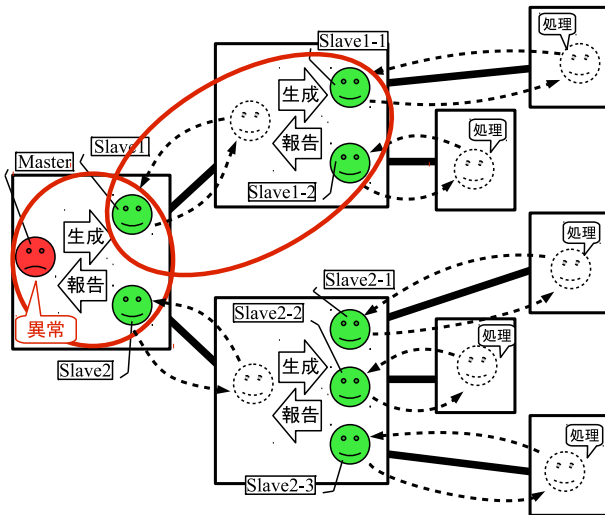 Master
Slave1
生成
報告
異常
Slave2
Slave1-1
生成
報告
Slave1-2
処理
処理
Slave2-1
Slave2-2
生成
報告
Slave2-3
処理
処理
処理